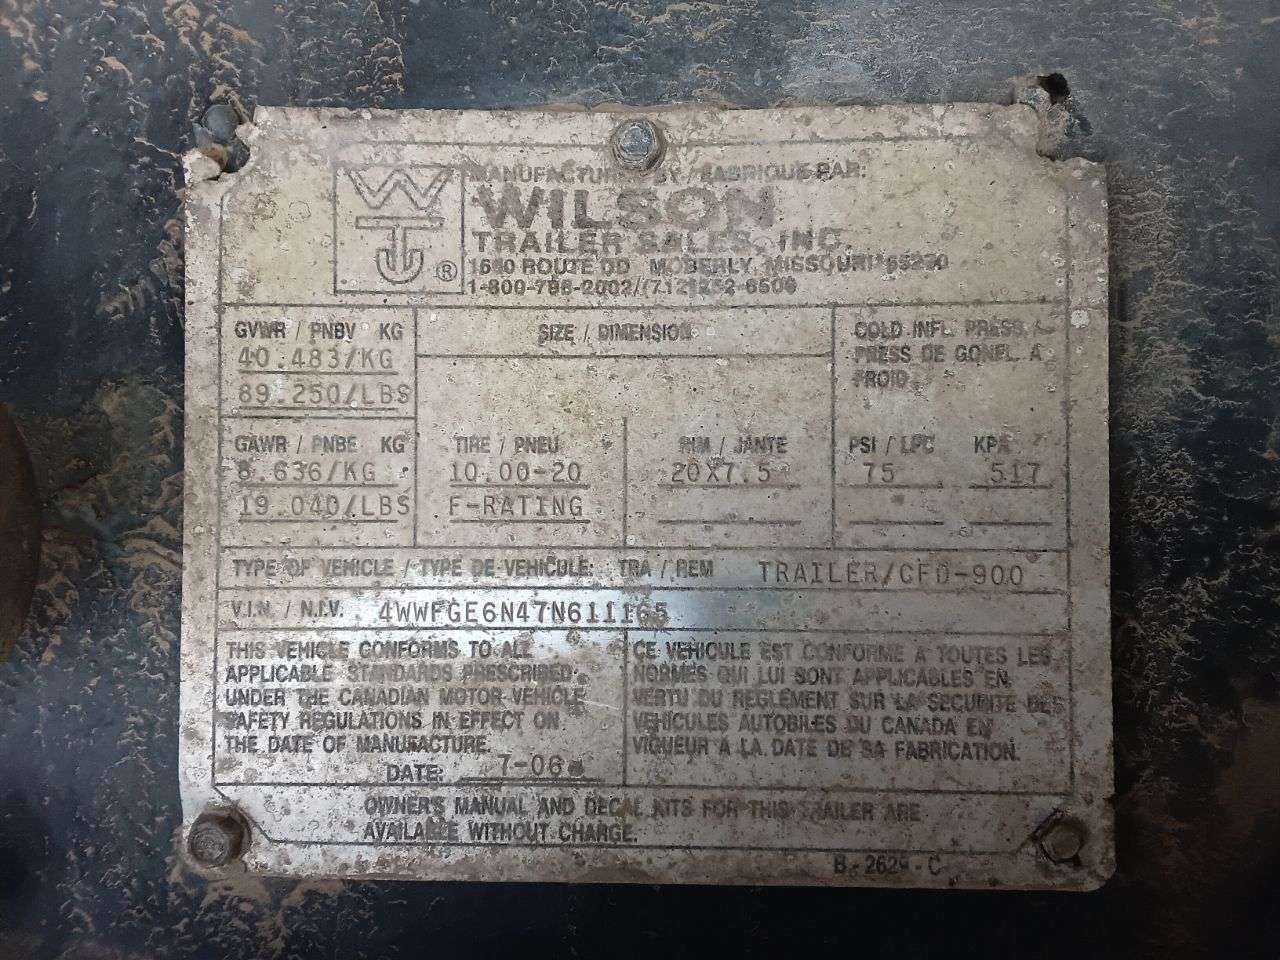 MANUFACTURED BY / FABRIQUE PAR:
WILSON
TRAILER SALES, INC.
ROUTE DD MOBERLY, MISSOURI
WT ®
GVWR / PNBV KG
40.483/KG
89.250/LBS
SIZE / DIMENSION
COLD INFL. PRESS. /
PRESS DE GONFL. A
FROID
GAWR / PNBE KG
8.636/KG
19.040/LBS
TIRE / PNEU
10.00-20
F-RATING
RIM / JANTE
20X7.5
PSI / LPC KPA
75 517
TYPE OF VEHICLE / TYPE DE VEHICULE: TRA / REM TRAILER/CFD-900
V.I.N. / N.I.V. 4WWFGE6N47N611165
THIS VEHICLE CONFORMS TO ALL
APPLICABLE STANDARDS PRESCRIBED
UNDER THE CANADIAN MOTOR VEHICLE
SAFETY REGULATIONS IN EFFECT ON
THE DATE OF MANUFACTURE.
DATE: 7-06
CE VEHICULE EST CONFORME A TOUTES LES
NORMES QUI LUI SONT APPLICABLES EN
VERTU DU REGLEMENT SUR LA SECURITE DES
VEHICULES AUTOBILES DU CANADA EN
VIGUEUR A LA DATE DE SA FABRICATION.
OWNER'S MANUAL AND DECAL KITS FOR THIS TRAILER ARE
AVAILABLE WITHOUT CHARGE.
B-2629-C